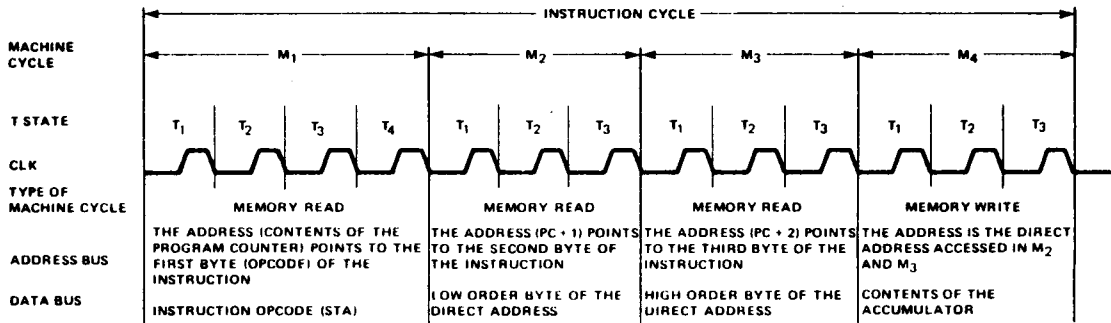 INSTRUCTION CYCLE
MACHINE
CYCLE
M1
M2
M3
M4
T STATE
T1
T2
T3
T4
T1
T2
T3
T1
T2
T3
T1
T2
T3
CLK
TYPE OF
MACHINE CYCLE
MEMORY READ
MEMORY READ
MEMORY READ
MEMORY WRITE
ADDRESS BUS
THE ADDRESS (CONTENTS OF THE
PROGRAM COUNTER) POINTS TO THE
FIRST BYTE (OPCODE) OF THE
INSTRUCTION
THE ADDRESS (PC + 1) POINTS
TO THE SECOND BYTE OF
THE INSTRUCTION
THE ADDRESS (PC + 2) POINTS
TO THE THIRD BYTE OF THE
INSTRUCTION
THE ADDRESS IS THE DIRECT
ADDRESS ACCESSED IN M2
AND M3
DATA BUS
INSTRUCTION OPCODE (STA)
LOW ORDER BYTE OF THE
DIRECT ADDRESS
HIGH ORDER BYTE OF THE
DIRECT ADDRESS
CONTENTS OF THE
ACCUMULATOR